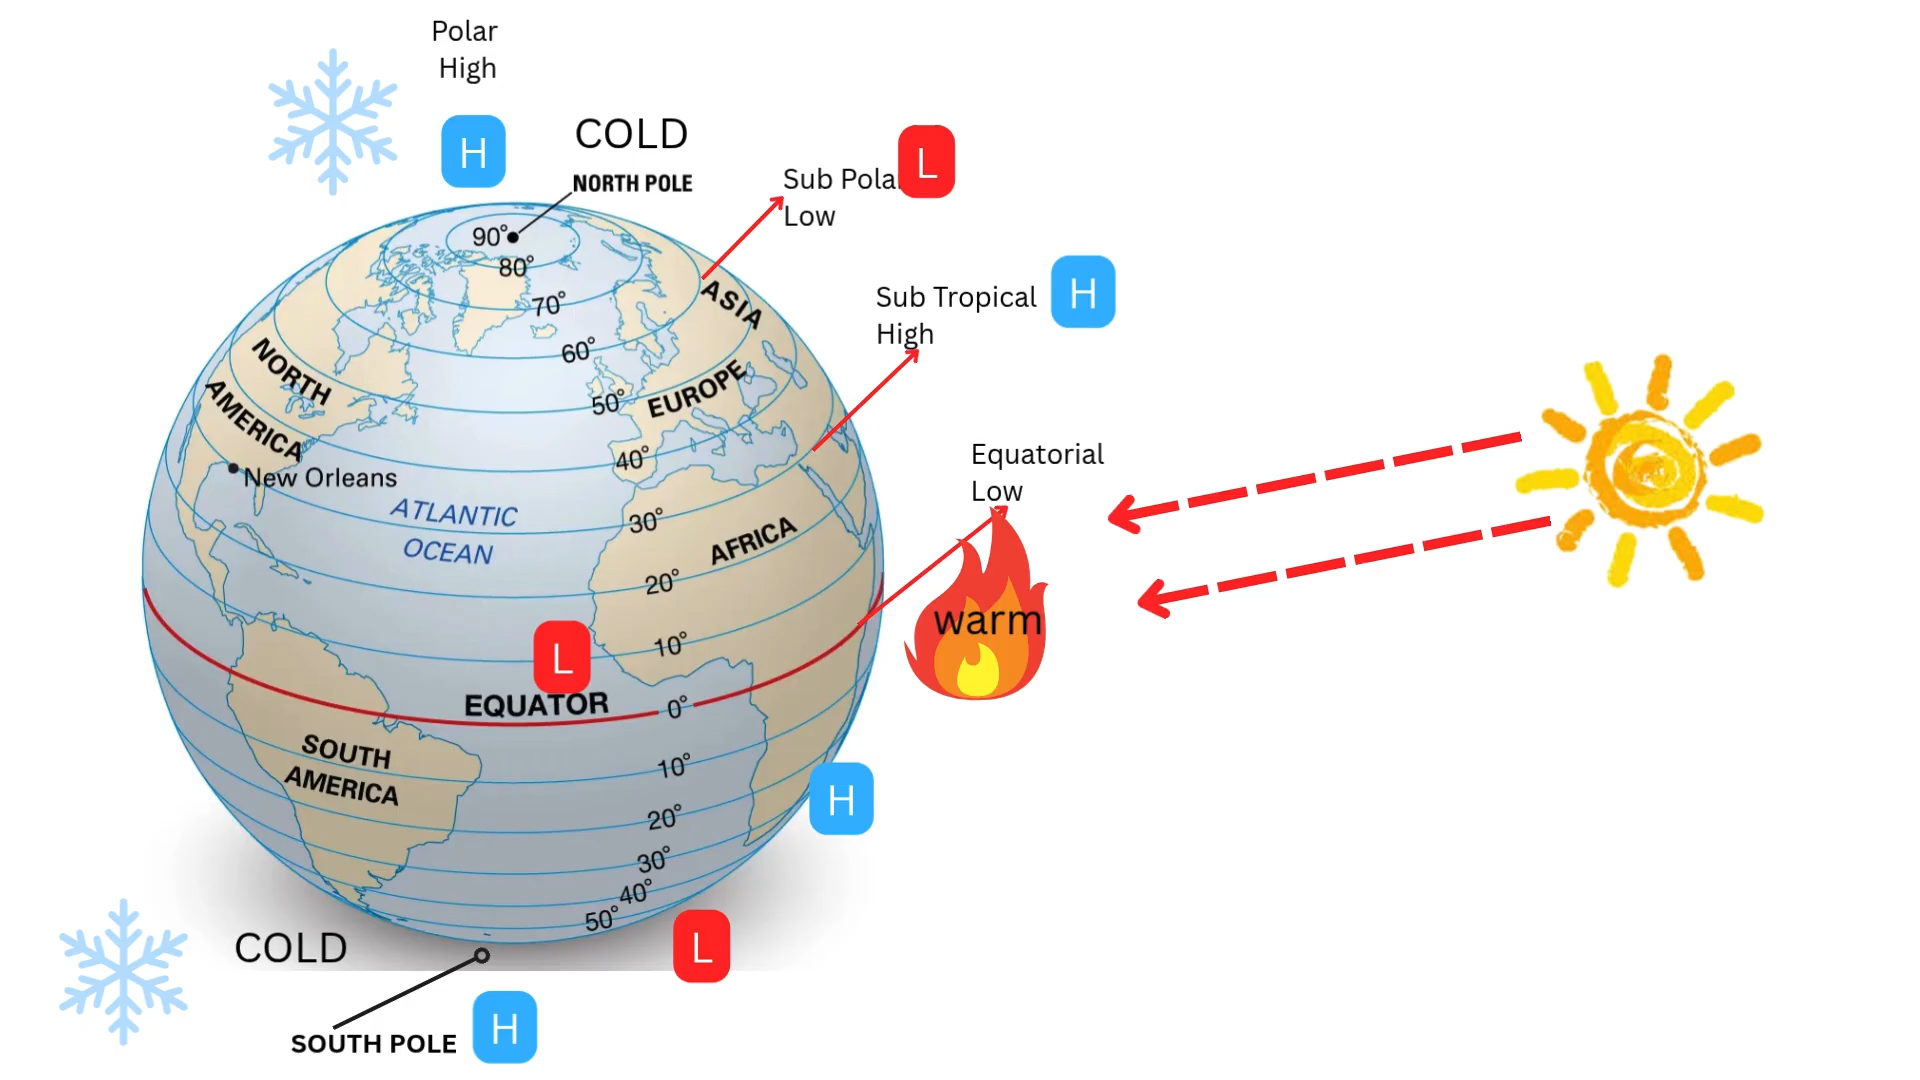 Polar
High
H
COLD
NORTH POLE
L
Sub Pola
Low
90°
80°
70°
60°
50°
40°
30°
20°
10°
0°
10°
20°
30°
40°
50°
ASIA
Sub Tropical
High
H
NORTH
AMERICA
EUROPE
New Orleans
ATLANTIC
OCEAN
AFRICA
Equatorial
Low
warm
L
EQUATOR
SOUTH
AMERICA
H
COLD
L
SOUTH POLE
H